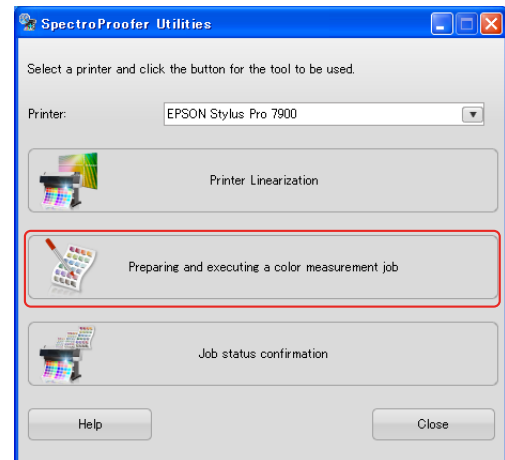 SpectroProofer Utilities
Select a printer and click the button for the tool to be used.
Printer: EPSON Stylus Pro 7900
Printer Linearization
Preparing and executing a color measurement job
Job status confirmation
Help Close